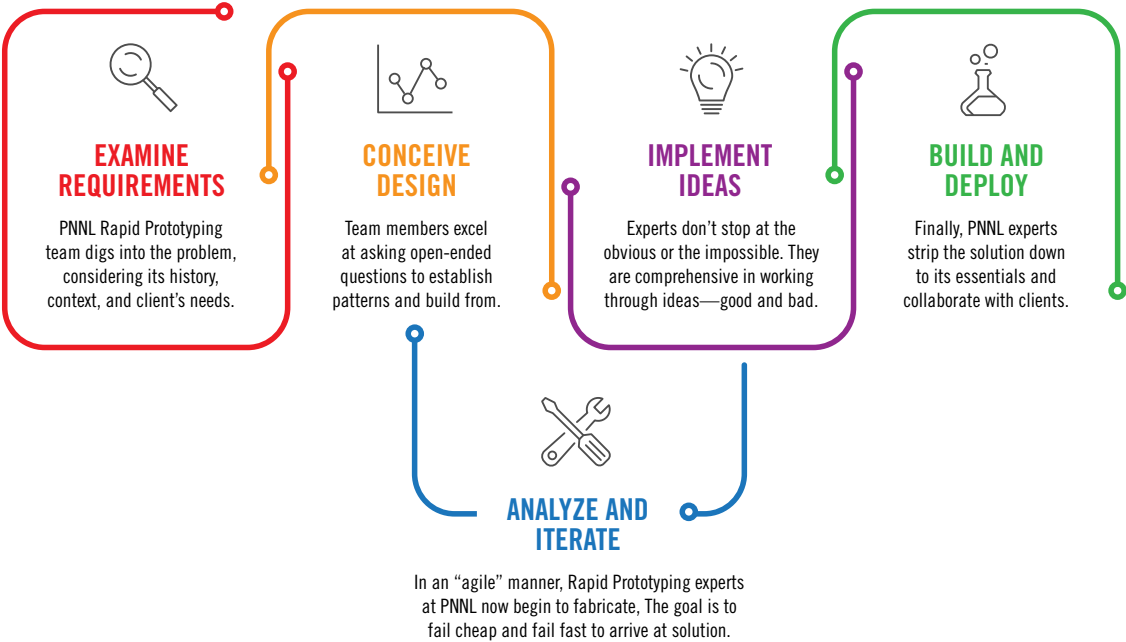 EXAMINE
REQUIREMENTS
PNNL Rapid Prototyping
team digs into the problem,
considering its history,
context, and client’s needs.
CONCEIVE
DESIGN
Team members excel
at asking open-ended
questions to establish
patterns and build from.
IMPLEMENT
IDEAS
Experts don’t stop at the
obvious or the impossible. They
are comprehensive in working
through ideas—good and bad.
BUILD AND
DEPLOY
Finally, PNNL experts
strip the solution down
to its essentials and
collaborate with clients.
ANALYZE AND
ITERATE
In an “agile” manner, Rapid Prototyping experts
at PNNL now begin to fabricate, The goal is to
fail cheap and fail fast to arrive at solution.